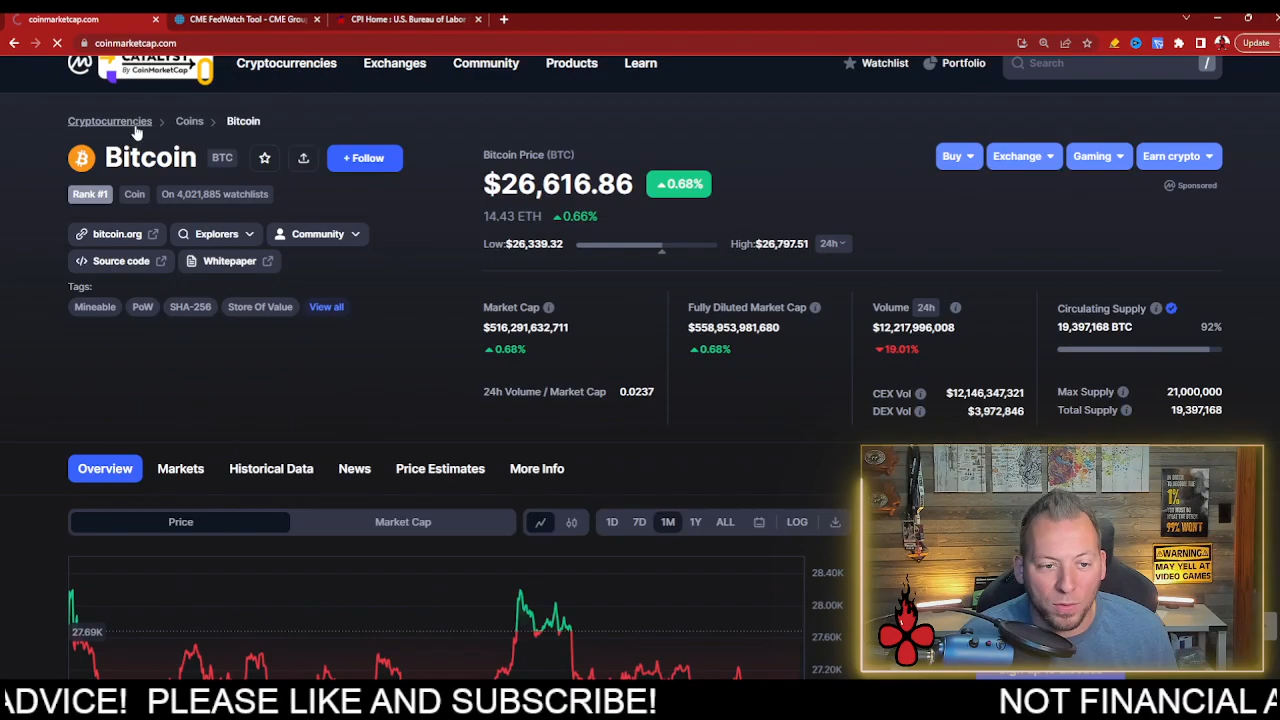 coinmarketcap.com
CME FedWatch Tool - CME Grou
CPI Home : U.S. Bureau of Labor
coinmarketcap.com
Update
CATALYST
By CoinMarketCap
Cryptocurrencies
Exchanges
Community
Products
Learn
Watchlist
Portfolio
Search
/
Cryptocurrencies > Coins > Bitcoin
Bitcoin BTC
+ Follow
Rank #1
Coin
On 4,021,885 watchlists
bitcoin.org
Explorers
Community
Source code
Whitepaper
Tags:
Mineable
PoW
SHA-256
Store Of Value
View all
Bitcoin Price (BTC)
$26,616.86
0.68%
14.43 ETH 0.66%
Low:$26,339.32
High:$26,797.51
24h
Buy
Exchange
Gaming
Earn crypto
Sponsored
Market Cap
$516,291,632,711
0.68%
24h Volume / Market Cap 0.0237
Fully Diluted Market Cap
$558,953,981,680
0.68%
Volume 24h
$12,217,996,008
19.01%
CEX Vol $12,146,347,321
DEX Vol $3,972,846
Circulating Supply
19,397,168 BTC 92%
Max Supply 21,000,000
Total Supply 19,397,168
Overview
Markets
Historical Data
News
Price Estimates
More Info
Price
Market Cap
1D
7D
1M
1Y
ALL
LOG
28.40K
28.00K
27.69K
27.60K
27.20K
1%
99% WON'T
WARNING
MAY YELL AT
VIDEO GAMES
ADVICE! PLEASE LIKE AND SUBSCRIBE!
NOT FINANCIAL A